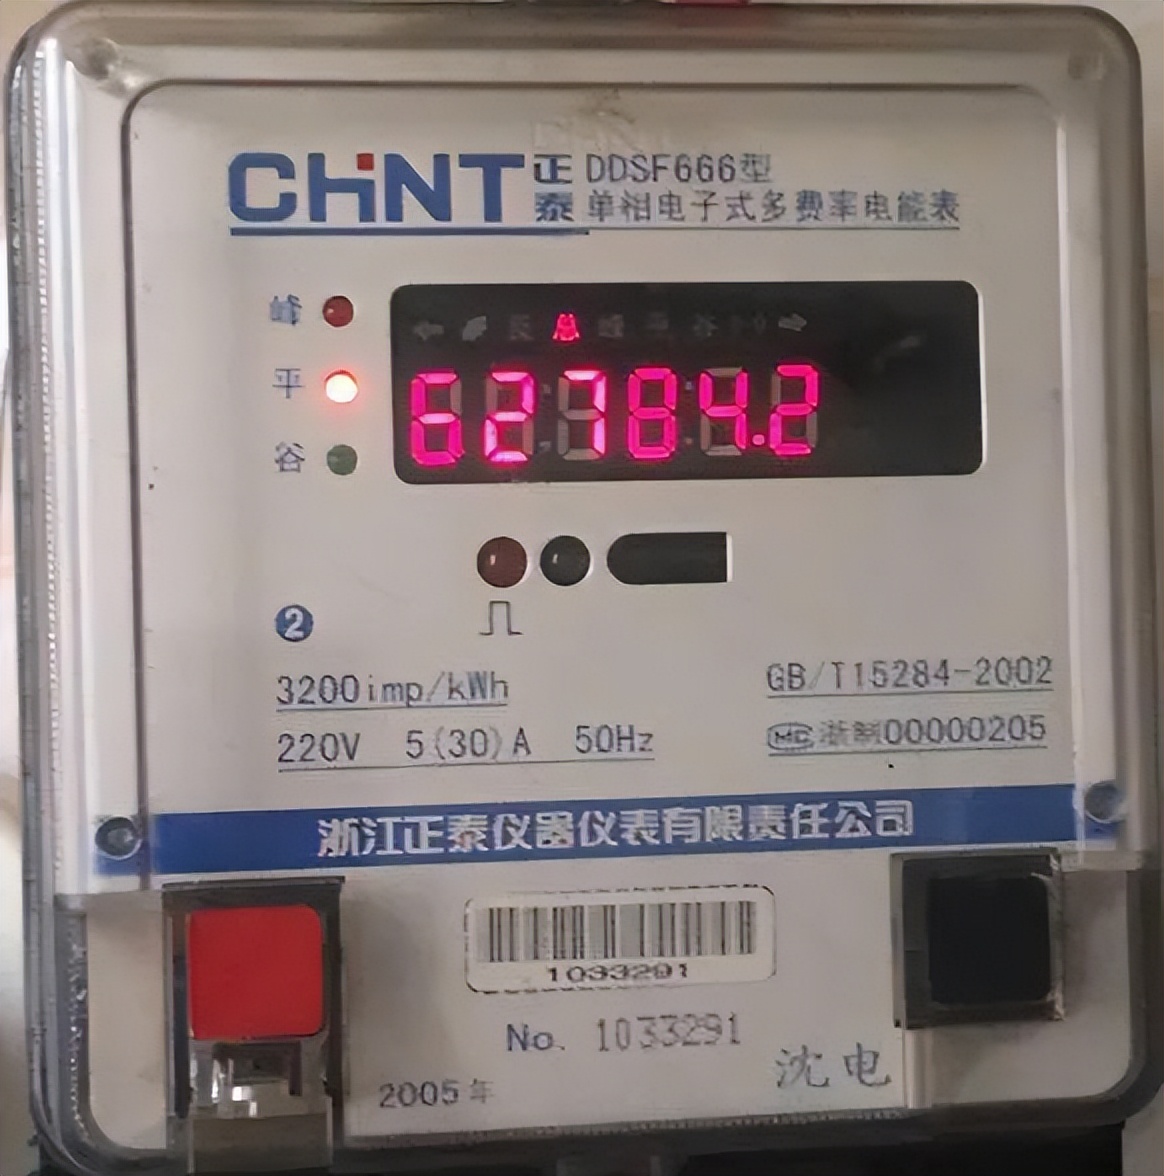 CHNT 正泰 DDSF666型
单相电子式多费率电能表
峰
总
平
62784.2
谷
2
3200imp/kWh
GB/T15284-2002
220V 5(30)A 50Hz
MC 浙制00000205
浙江正泰仪器仪表有限责任公司
1033291
No. 1033291
沈电
2005年